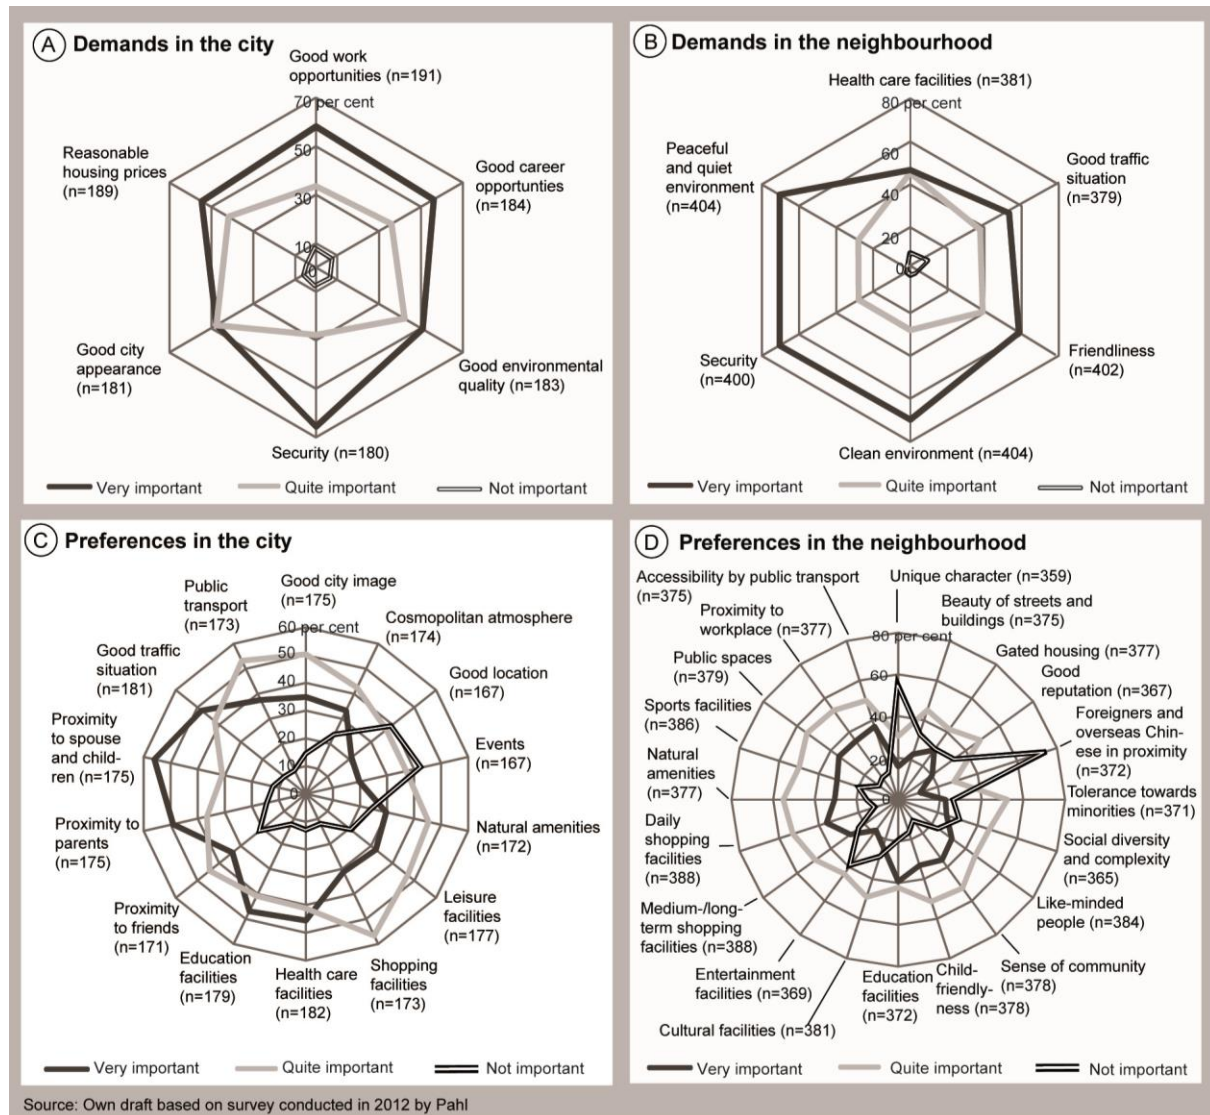 A Demands in the city
Good work
opportunities (n=191)
70 per cent
50
30
10
0
Good career
opportunties
(n=184)
Good environmental
quality (n=183)
Security (n=180)
Good city
appearance
(n=181)
Reasonable
housing prices
(n=189)
Very important
Quite important
Not important
B Demands in the neighbourhood
Health care facilities (n=381)
80 per cent
60
40
20
0
Good traffic
situation
(n=379)
Friendliness
(n=402)
Clean environment (n=404)
Security
(n=400)
Peaceful
and quiet
environment
(n=404)
Very important
Quite important
Not important
C Preferences in the city
Good city image
(n=175)
60 per cent
50
40
30
20
10
0
Cosmopolitan atmosphere
(n=174)
Good location
(n=167)
Events
(n=167)
Natural amenities
(n=172)
Leisure
facilities
(n=177)
Shopping
facilities
(n=173)
Health care
facilities
(n=182)
Education
facilities
(n=179)
Proximity
to friends
(n=171)
Proximity to
parents
(n=175)
Proximity
to spouse
and child-
ren (n=175)
Good traffic
situation
(n=181)
Public
transport
(n=173)
Very important
Quite important
Not important
D Preferences in the neighbourhood
Unique character (n=359)
80 per cent
60
40
20
0
Beauty of streets and
buildings (n=375)
Gated housing (n=377)
Good
reputation (n=367)
Foreigners and
overseas Chin-
ese in proximity
(n=372)
Tolerance towards
minorities (n=371)
Social diversity
and complexity
(n=365)
Like-minded
people (n=384)
Sense of community
(n=378)
Child-
friendly-
ness (n=378)
Education
facilities
(n=372)
Cultural facilities (n=381)
Entertainment
facilities (n=369)
Medium-/long-
term shopping
facilities (n=388)
Daily
shopping
facilities
(n=388)
Natural
amenities
(n=377)
Sports facilities
(n=386)
Public spaces
(n=379)
Proximity to
workplace (n=377)
Accessibility by public transport
(n=375)
Very important
Quite important
Not important
Source: Own draft based on survey conducted in 2012 by Pahl